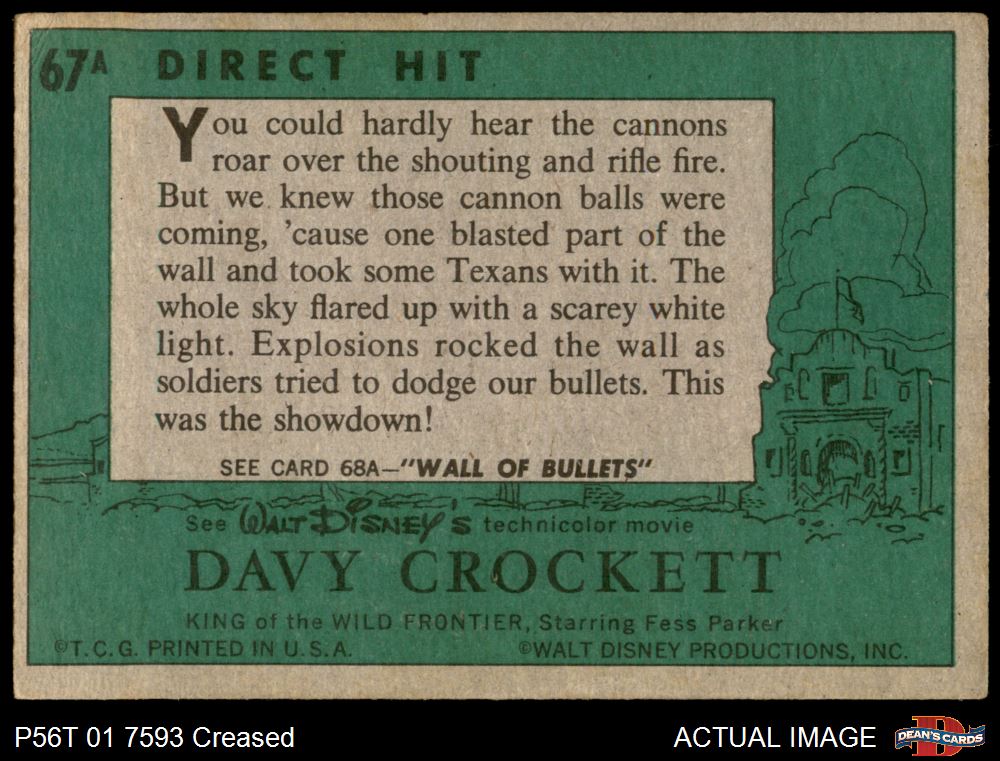 67A DIRECT HIT
You could hardly hear the cannons
roar over the shouting and rifle fire.
But we knew those cannon balls were
coming, 'cause one blasted part of the
wall and took some Texans with it. The
whole sky flared up with a scarey white
light. Explosions rocked the wall as
soldiers tried to dodge our bullets. This
was the showdown!
SEE CARD 68A—"WALL OF BULLETS"
See WALT DISNEY'S technicolor movie
DAVY CROCKETT
KING of the WILD FRONTIER, Starring Fess Parker
©T.C.G. PRINTED IN U.S.A. ©WALT DISNEY PRODUCTIONS, INC.
P56T 01 7593 Creased ACTUAL IMAGE D DEAN'S CARDS